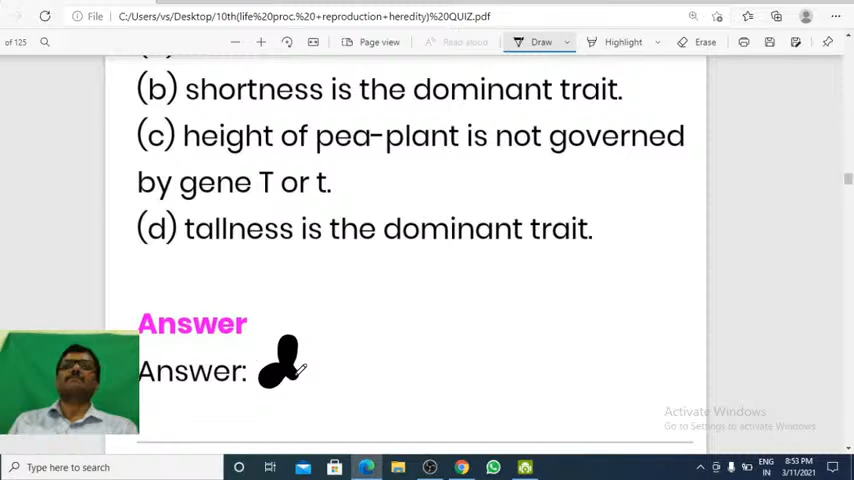 File C:/Users/vs/Desktop/10th(life%20proc.%20+reproduction+heredity)%20QUIZ.pdf
of 125 Page view Read aloud Draw Highlight Erase
(b) shortness is the dominant trait.
(c) height of pea-plant is not governed
by gene T or t.
(d) tallness is the dominant trait.
Answer
Answer:
Activate Windows
Go to Settings to activate Windows.
Type here to search
ENG
IN
8:53 PM
3/11/2021